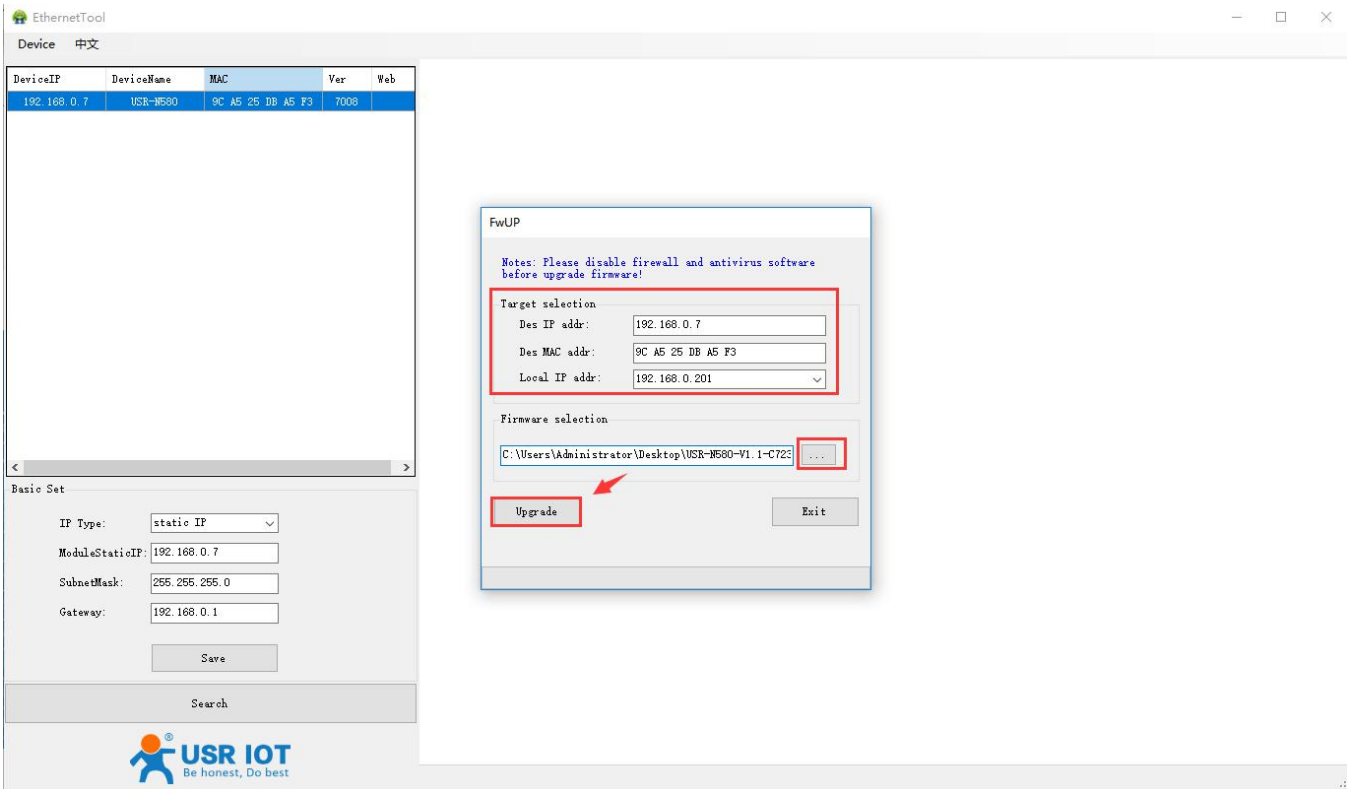 EthernetTool
Device 中文
DeviceIP DeviceName MAC Ver Web
192.168.0.7 USR-N580 9C A5 25 DB A5 F3 7008
FwUP
Notes: Please disable firewall and antivirus software
before upgrade firmware!
Target selection
Des IP addr: 192.168.0.7
Des MAC addr: 9C A5 25 DB A5 F3
Local IP addr: 192.168.0.201
Firmware selection
C:\Users\Administrator\Desktop\USR-N580-V1.1-C723 ...
Upgrade Exit
Basic Set
IP Type: static IP
ModuleStaticIP: 192.168.0.7
SubnetMask: 255.255.255.0
Gateway: 192.168.0.1
Save
Search
USR IOT ®
Be honest, Do best